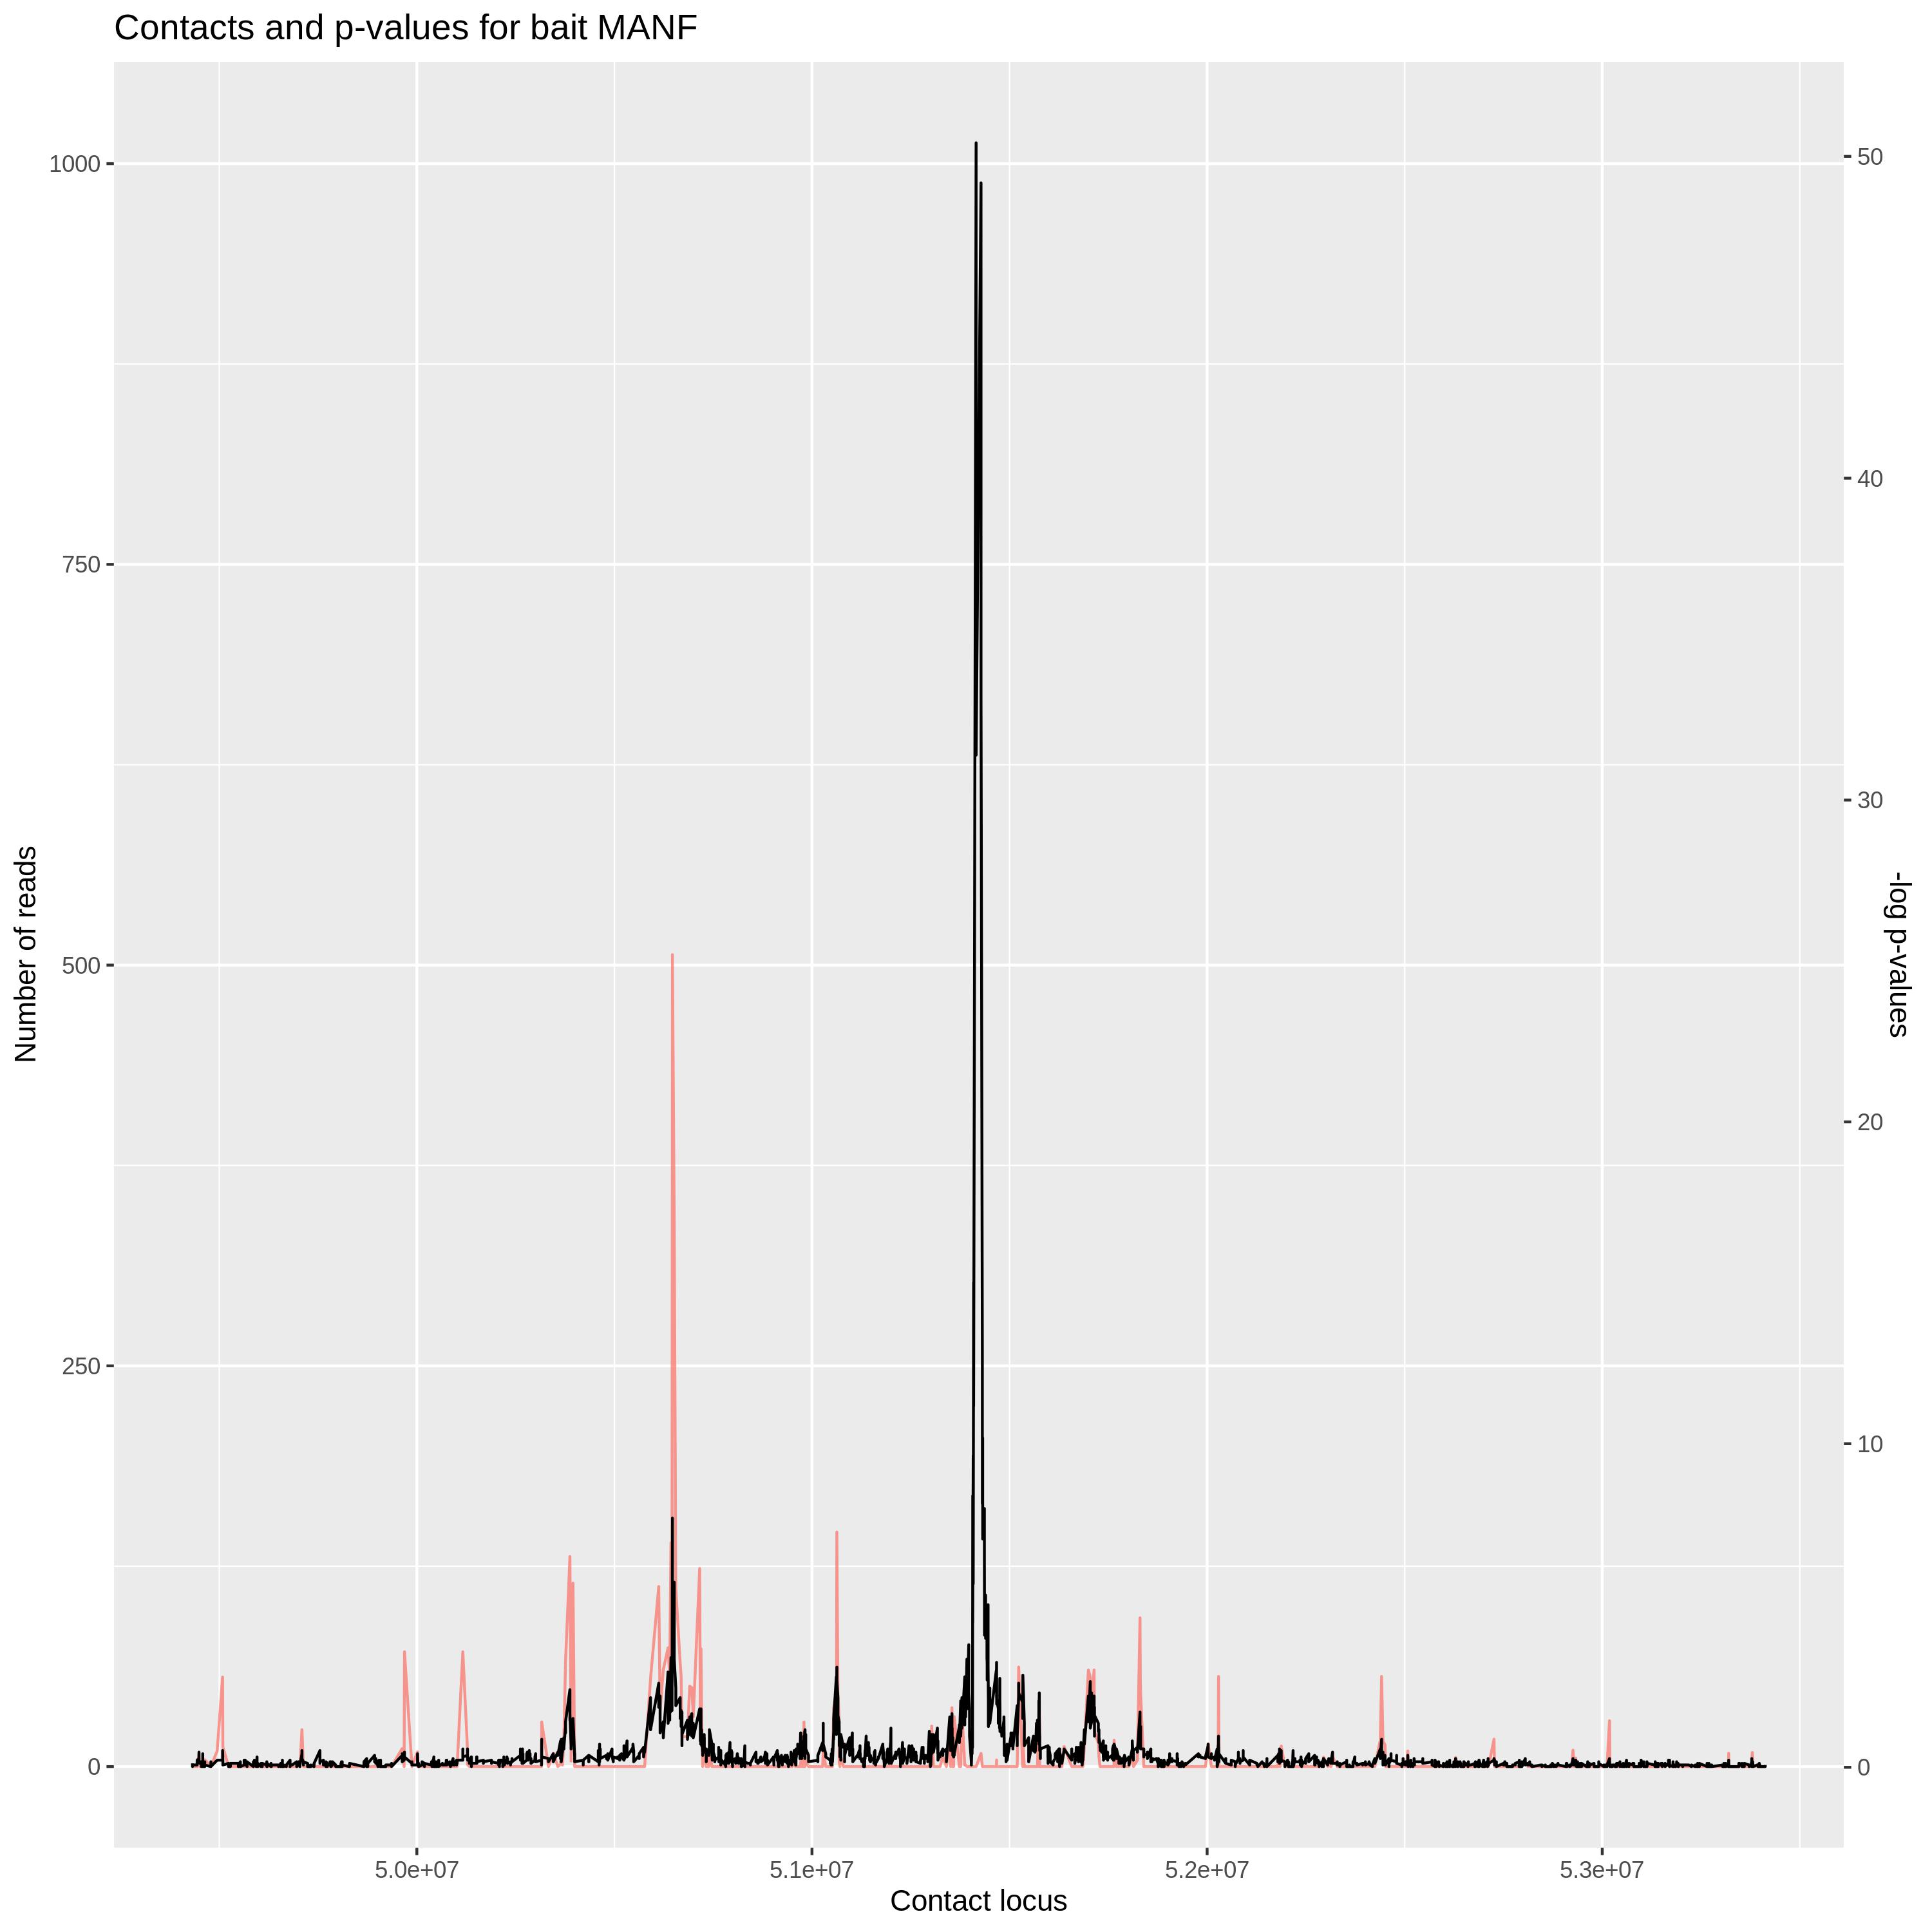 Contacts and p-values for bait MANF
1000
750
500
250
0
Number of reads
50
40
30
20
10
0
-log p-values
5.0e+07
5.1e+07
5.2e+07
5.3e+07
Contact locus